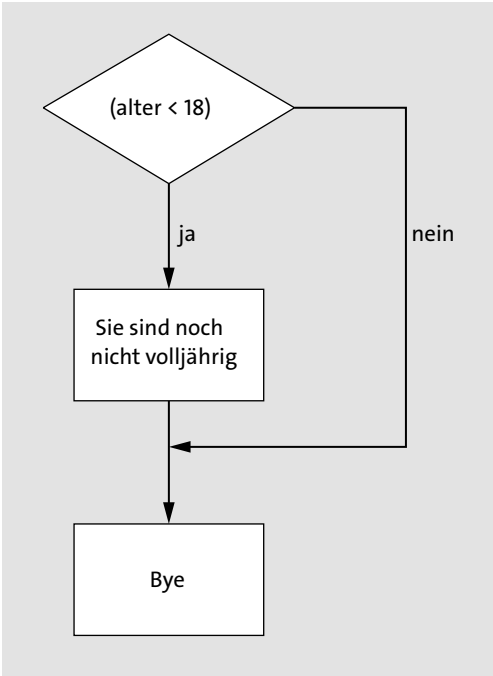 (alter < 18)
ja
nein
Sie sind noch
nicht volljährig
Bye